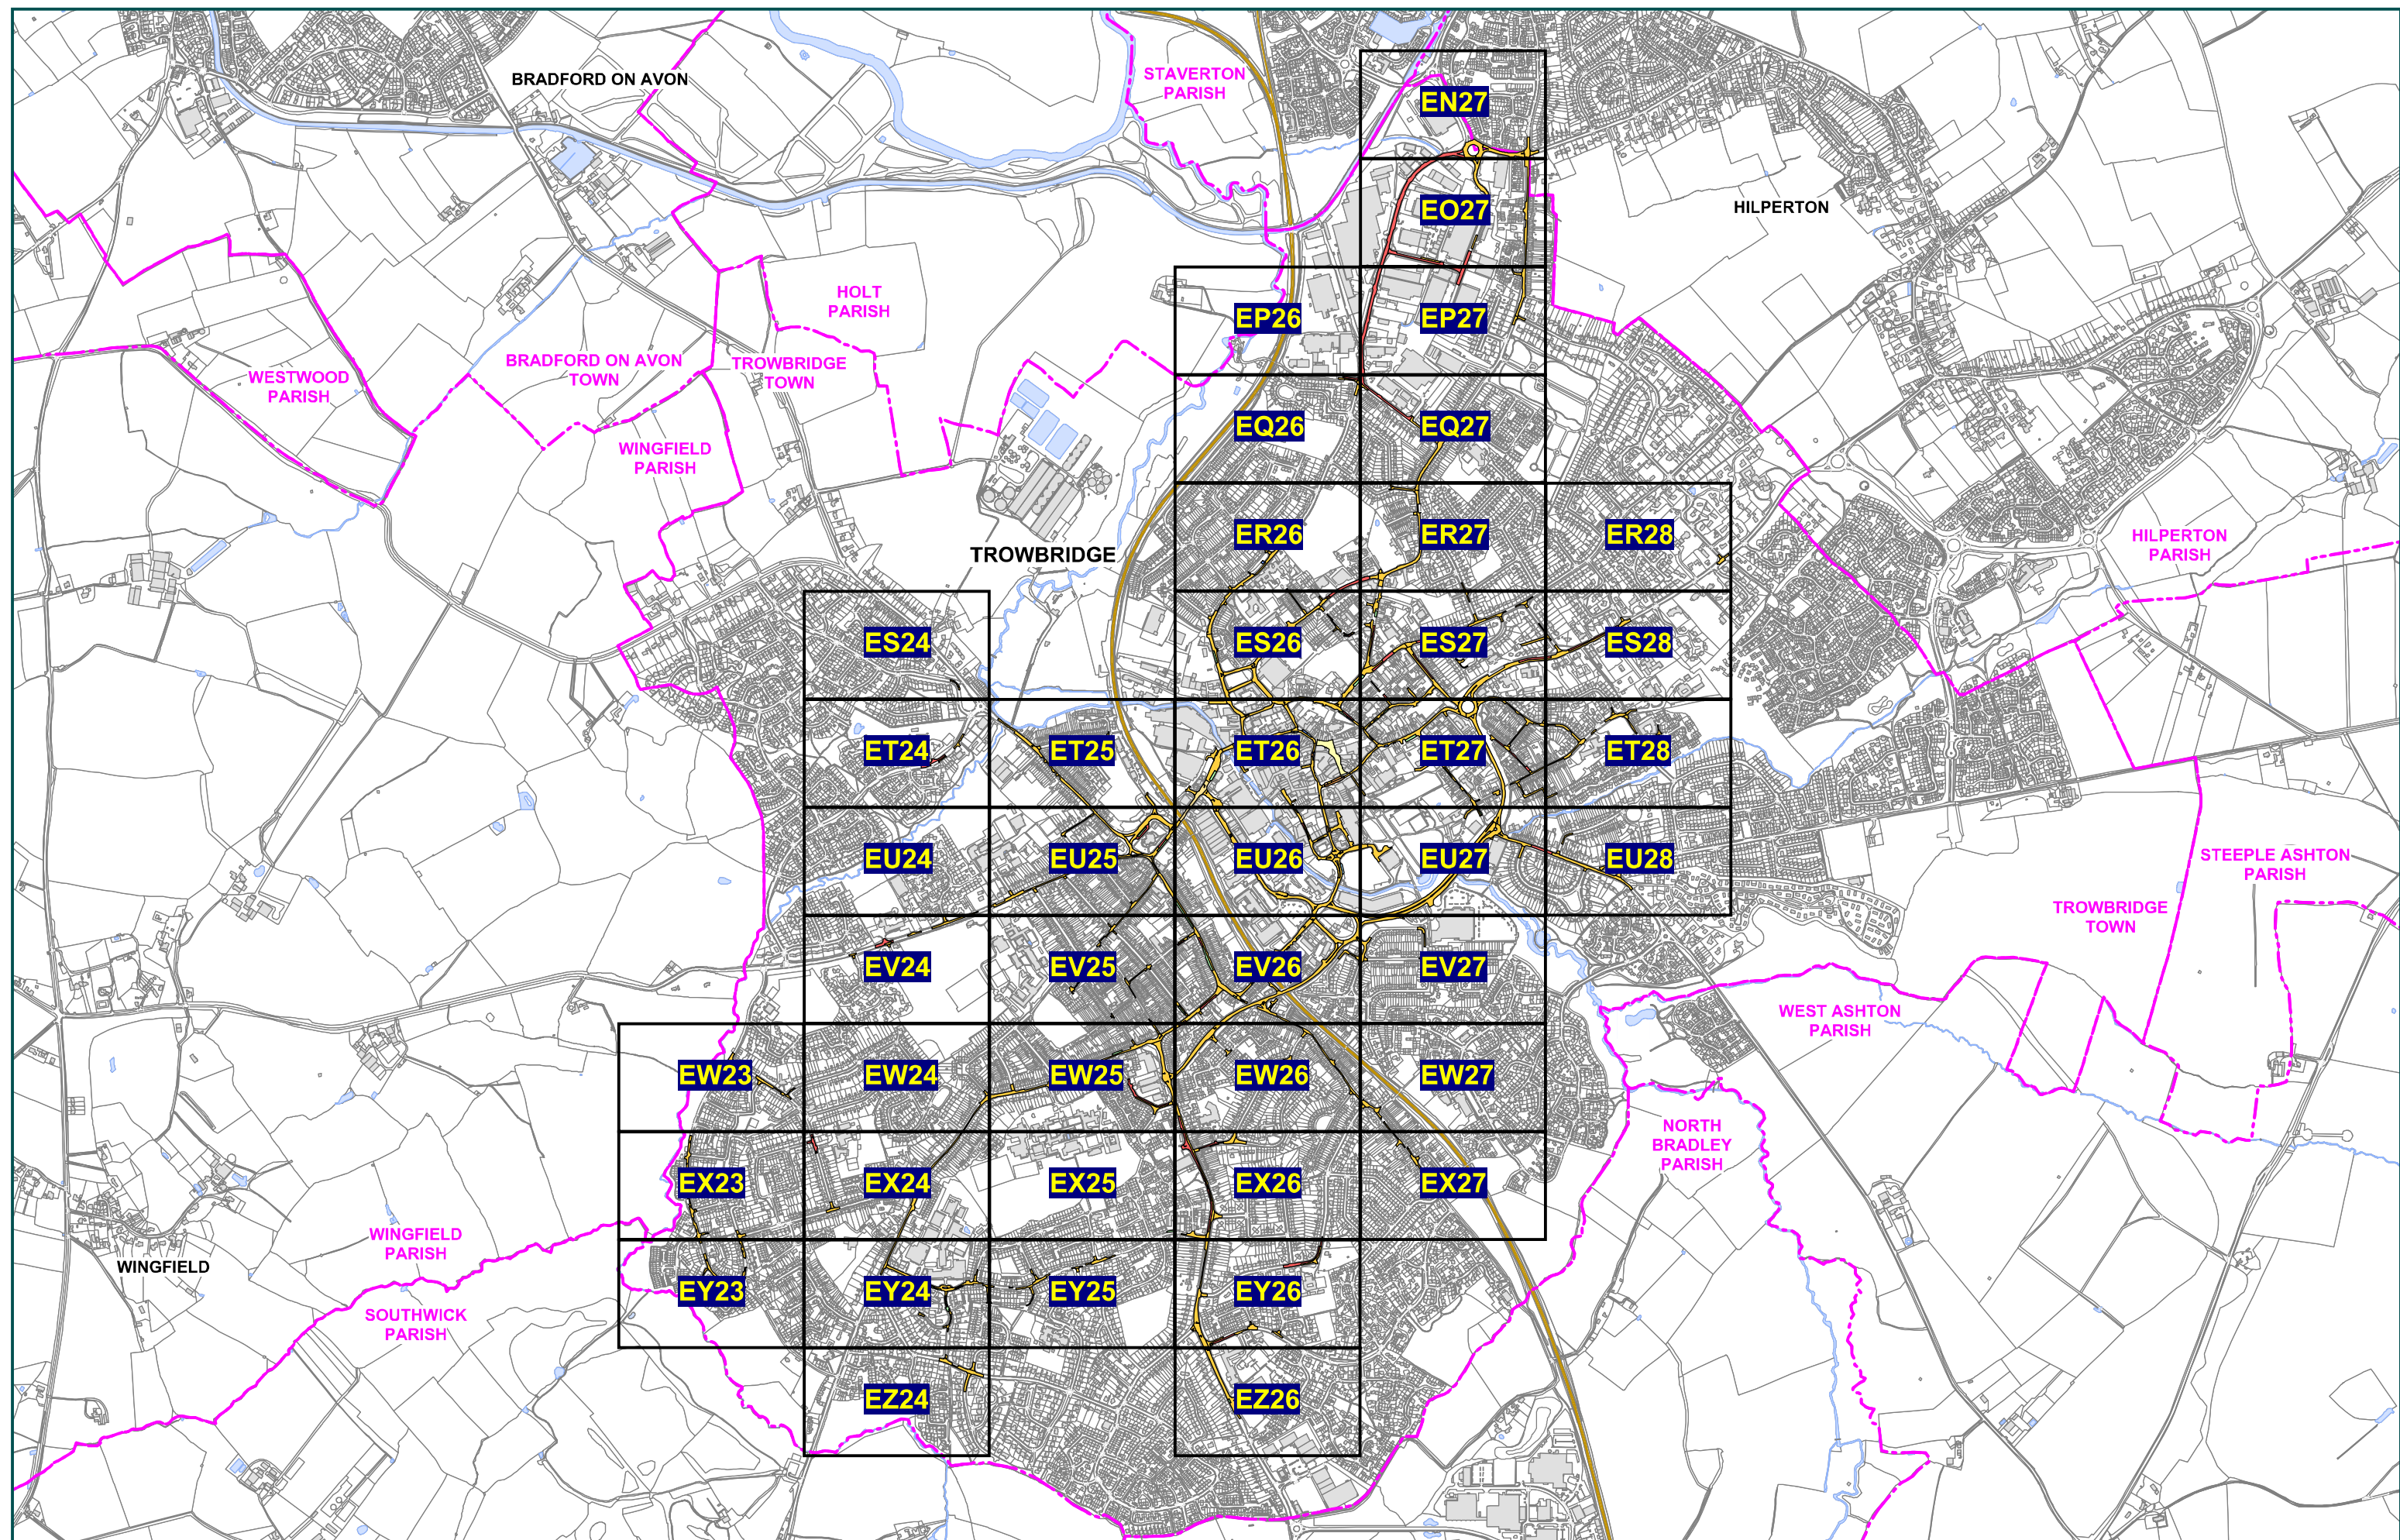 BRADFORD ON AVON
STAVERTON
PARISH
EN27
HILPERTON
EO27
HOLT
PARISH
EP26
EP27
WESTWOOD
PARISH
BRADFORD ON AVON
TOWN
TROWBRIDGE
TOWN
WINGFIELD
PARISH
EQ26
EQ27
TROWBRIDGE
ER26
ER27
ER28
HILPERTON
PARISH
ES24
ES26
ES27
ES28
ET24
ET25
ET26
ET27
ET28
EU24
EU25
EU26
EU27
EU28
STEEPLE ASHTON
PARISH
TROWBRIDGE
TOWN
EV24
EV25
EV26
EV27
WEST ASHTON
PARISH
EW23
EW24
EW25
EW26
EW27
NORTH
BRADLEY
PARISH
EX23
EX24
EX25
EX26
EX27
WINGFIELD
PARISH
WINGFIELD
EY23
EY24
EY25
EY26
SOUTHWICK
PARISH
EZ24
EZ26